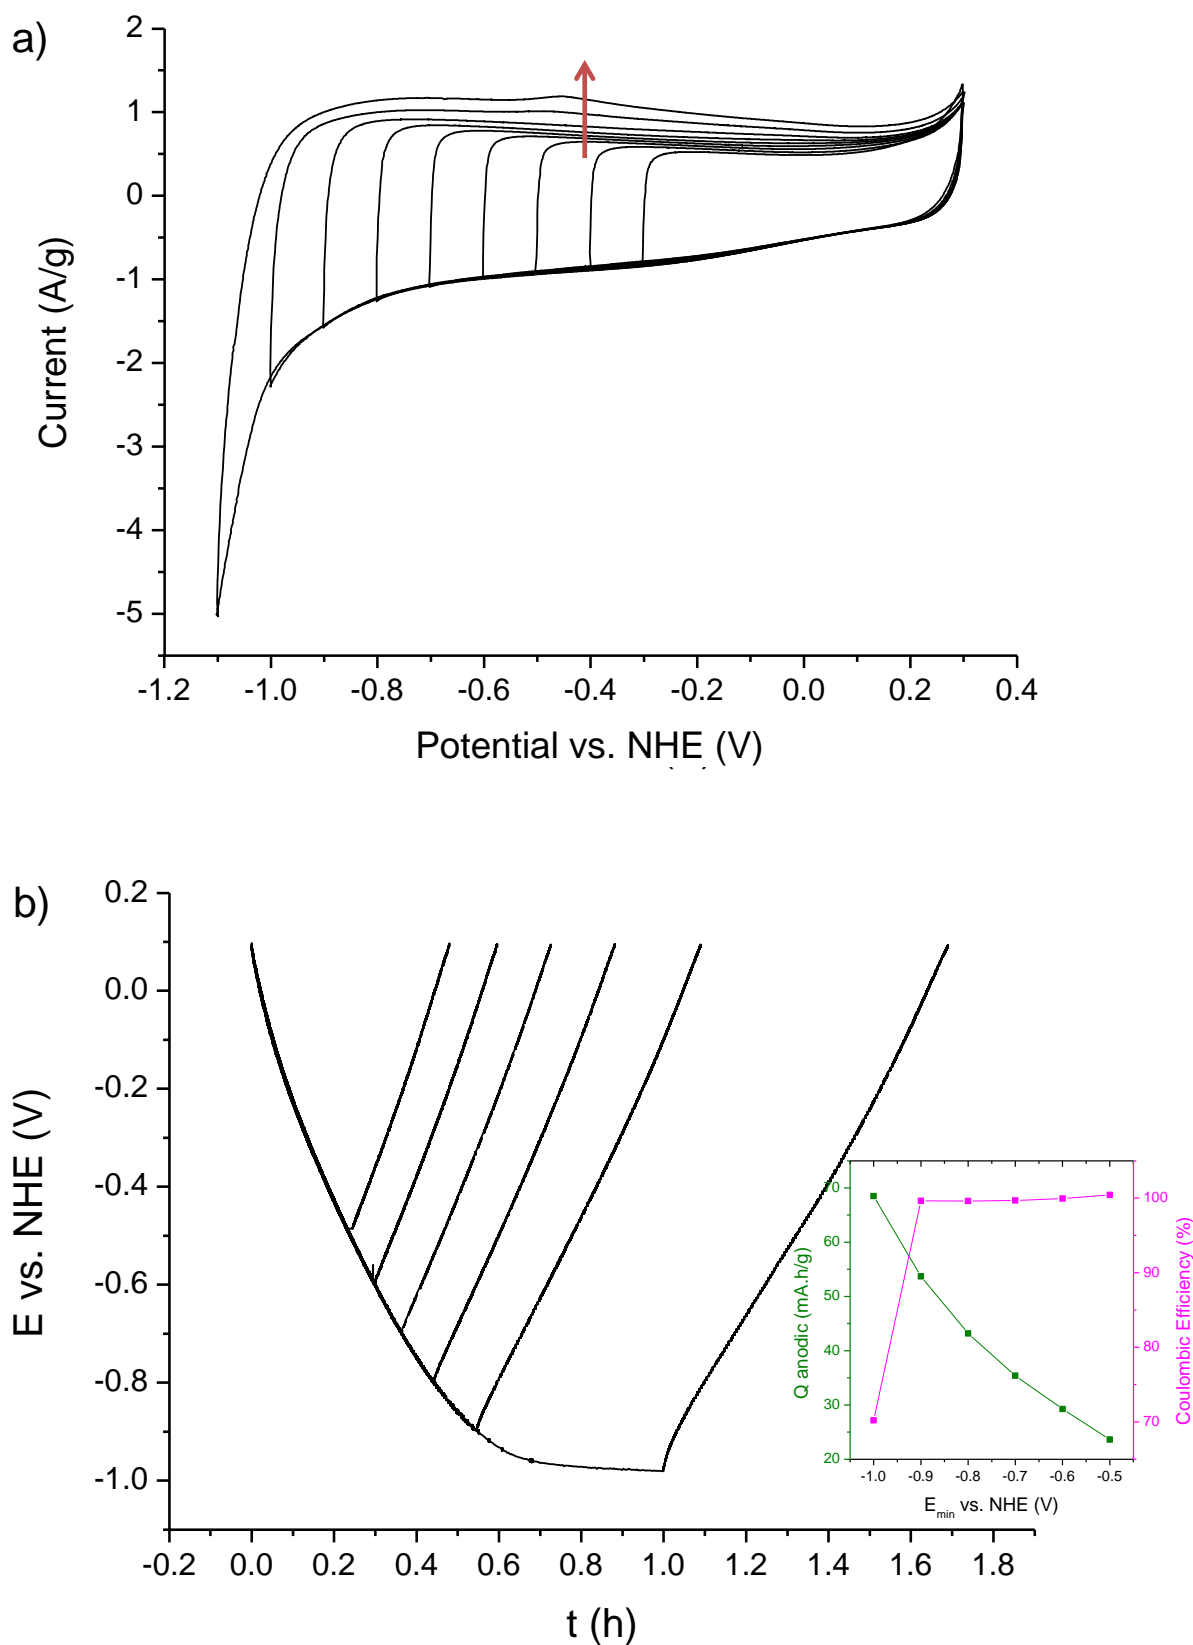 a)
2
1
0
-1
-2
-3
-4
-5
Current (A/g)
-1.2 -1.0 -0.8 -0.6 -0.4 -0.2 0.0 0.2 0.4
Potential vs. NHE (V)
b)
0.2
0.0
-0.2
-0.4
-0.6
-0.8
-1.0
E vs. NHE (V)
-0.2 0.0 0.2 0.4 0.6 0.8 1.0 1.2 1.4 1.6 1.8
t (h)
70
60
50
40
30
20
Q anodic (mA.h/g)
100
90
80
70
Coulombic Efficiency (%)
-1.0 -0.9 -0.8 -0.7 -0.6 -0.5
Emin vs. NHE (V)